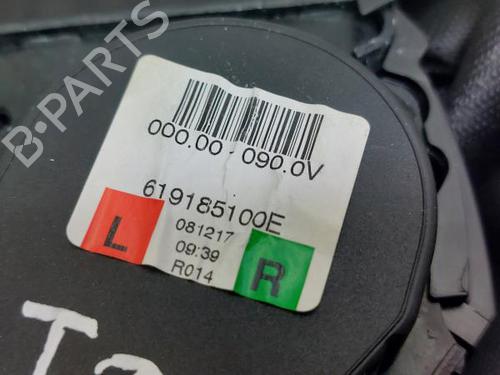 B-PARTS
000.00 - 090.0V
619185100E
L
081217
09:39
R014
R